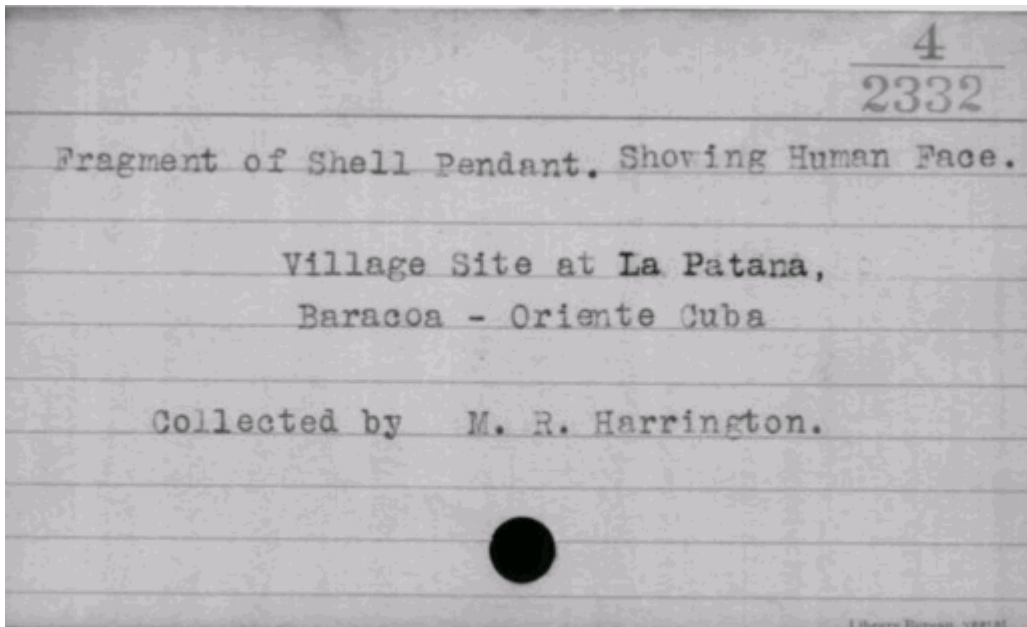 4
2332
Fragment of Shell Pendant. Showing Human Face.
Village Site at La Patana,
Baracoa - Oriente Cuba
Collected by M. R. Harrington.